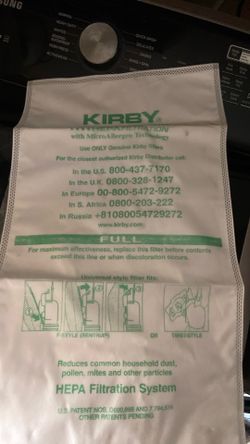 SAMSUNG
KIRBY®
with MicroAllergen Technology
Use ONLY Genuine Kirby filters
For the closest authorized Kirby Distributor call:
In the U.S. 800-437-7170
In the U.K. 0800-328-1247
In Europe 00-800-5472-9272
In S. Africa 0800-203-222
In Russia +81080054729272
www.kirby.com
FULL
For maximum effectiveness, replace this filter before contents
exceed this line or when discoloration occurs.
Universal style filter fits:
F-STYLE (SENTRIA®)
OR
Reduces common household dust,
pollen, mites and other particles
HEPA Filtration System
OTHER PATENTS PENDING